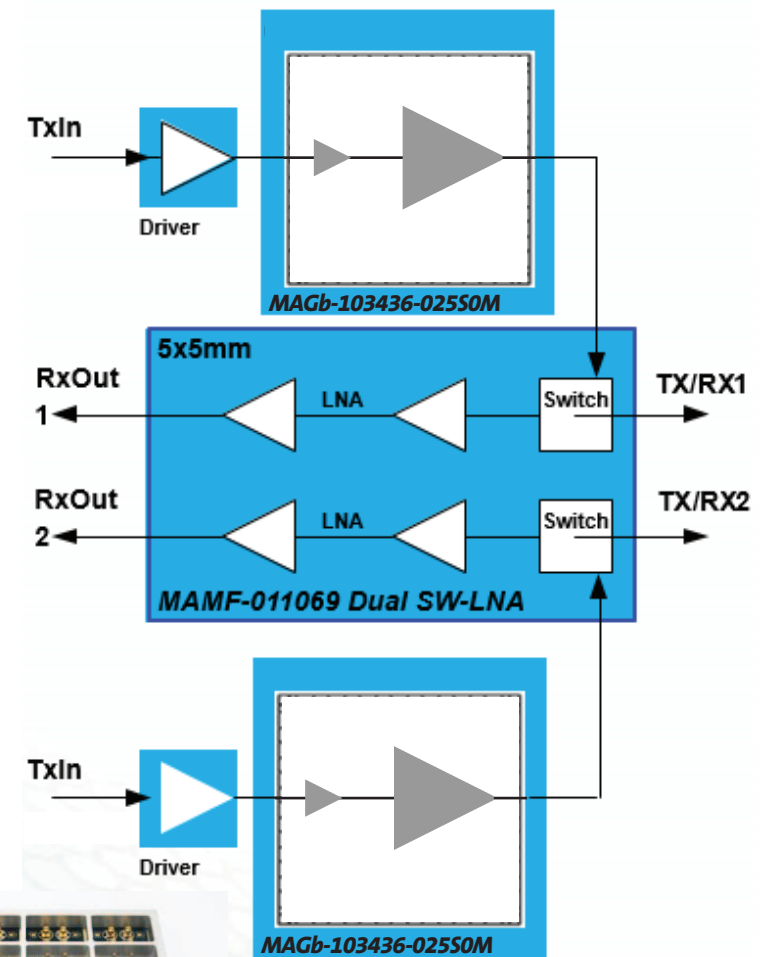 TxIn
Driver
MAGb-103436-025S0M
5x5mm
RxOut
1
LNA
Switch
TX/RX1
RxOut
2
LNA
Switch
TX/RX2
MAMF-011069 Dual SW-LNA
TxIn
Driver
MAGb-103436-025S0M